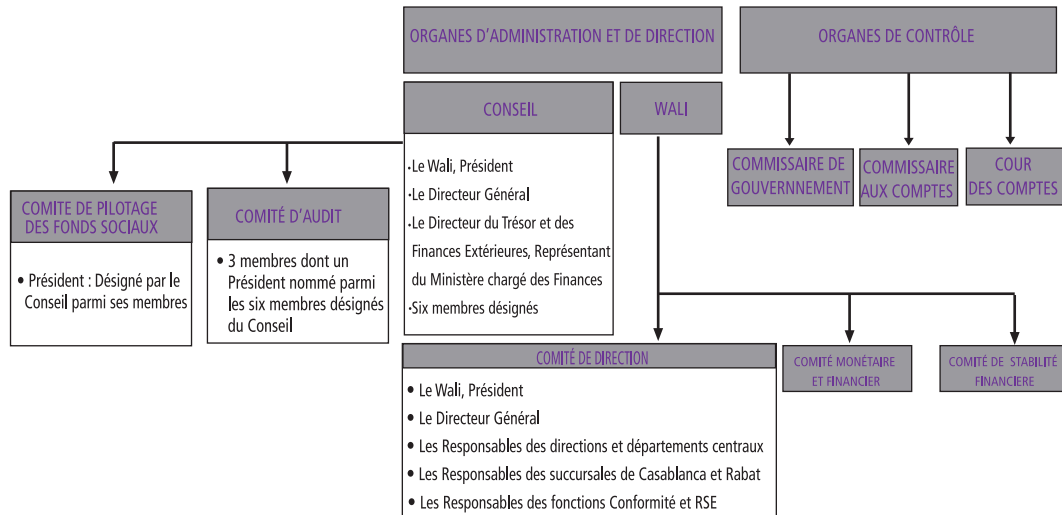 ORGANES D'ADMINISTRATION ET DE DIRECTION
ORGANES DE CONTRÔLE
CONSEIL
WALI
·Le Wali, Président
·Le Directeur Général
·Le Directeur du Trésor et des
Finances Extérieures, Représentant
du Ministère chargé des Finances
·Six membres désignés
COMMISSAIRE DE
GOUVERNNEMENT
COMMISSAIRE
AUX COMPTES
COUR
DES COMPTES
COMITE DE PILOTAGE
DES FONDS SOCIAUX
• Président : Désigné par le
Conseil parmi ses membres
COMITÉ D'AUDIT
• 3 membres dont un
Président nommé parmi
les six membres désignés
du Conseil
COMITÉ DE DIRECTION
• Le Wali, Président
• Le Directeur Général
• Les Responsables des directions et départements centraux
• Les Responsables des succursales de Casablanca et Rabat
• Les Responsables des fonctions Conformité et RSE
COMITÉ MONÉTAIRE
ET FINANCIER
COMITÉ DE STABILITÉ
FINANCIERE